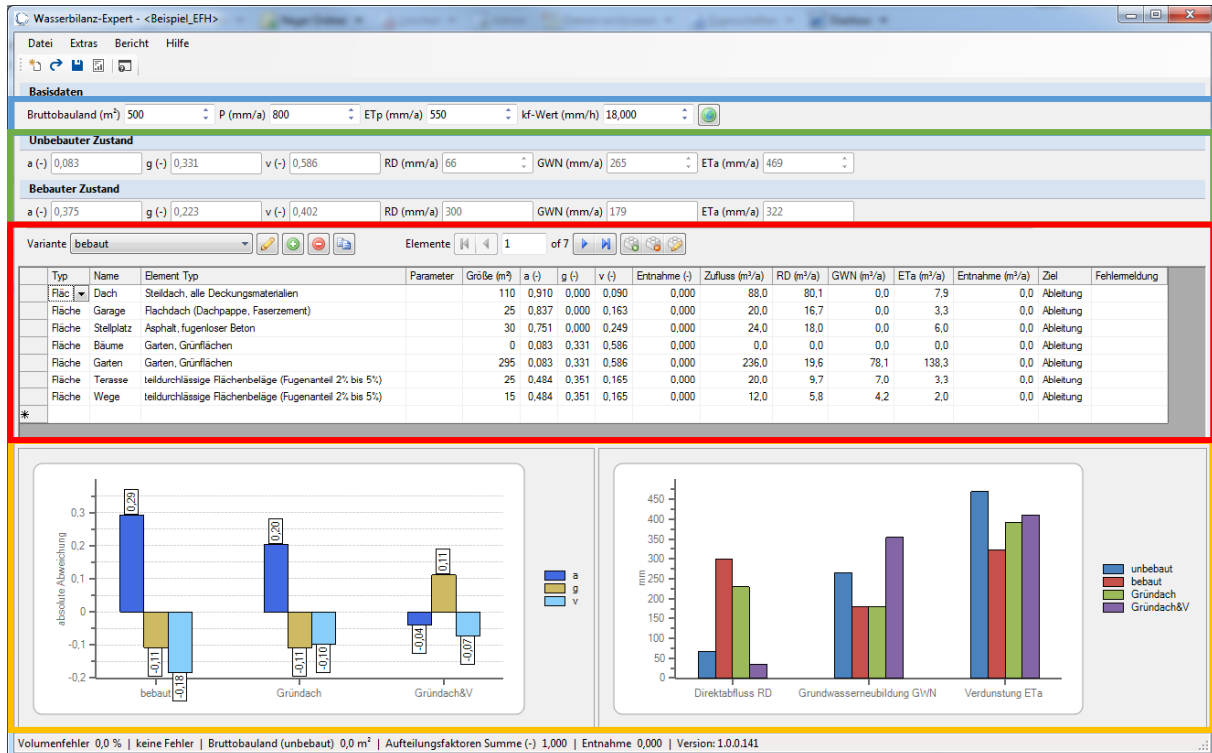 Wasserbilanz-Expert - <Beispiel_EFH>
Datei Extras Bericht Hilfe
Basisdaten
Bruttobauland (m²) 500 P (mm/a) 800 ETp (mm/a) 550 kf-Wert (mm/h) 18,000
Unbebauter Zustand
a (-) 0,083 g (-) 0,331 v (-) 0,586 RD (mm/a) 66 GWN (mm/a) 265 ETa (mm/a) 469
Bebauter Zustand
a (-) 0,375 g (-) 0,223 v (-) 0,402 RD (mm/a) 300 GWN (mm/a) 179 ETa (mm/a) 322
Variante bebaut Elemente 1 of 7
Typ Name Element Typ Parameter Größe (m²) a (-) g (-) v (-) Entnahme (-) Zufluss (m³/a) RD (m³/a) GWN (m³/a) ETa (m³/a) Entnahme (m³/a) Ziel Fehlermeldung
Fläc Dach Steildach, alle Deckungsmaterialien 110 0,910 0,000 0,090 0,000 88,0 80,1 0,0 7,9 0,0 Ableitung
Fläche Garage Flachdach (Dachpappe, Faserzement) 25 0,837 0,000 0,163 0,000 20,0 16,7 0,0 3,3 0,0 Ableitung
Fläche Stellplatz Asphalt, fugenloser Beton 30 0,751 0,000 0,249 0,000 24,0 18,0 0,0 6,0 0,0 Ableitung
Fläche Bäume Garten, Grünflächen 0 0,083 0,331 0,586 0,000 0,0 0,0 0,0 0,0 0,0 Ableitung
Fläche Garten Garten, Grünflächen 295 0,083 0,331 0,586 0,000 236,0 19,6 78,1 138,3 0,0 Ableitung
Fläche Terasse teildurchlässige Flächenbeläge (Fugenanteil 2% bis 5%) 25 0,484 0,351 0,165 0,000 20,0 9,7 7,0 3,3 0,0 Ableitung
Fläche Wege teildurchlässige Flächenbeläge (Fugenanteil 2% bis 5%) 15 0,484 0,351 0,165 0,000 12,0 5,8 4,2 2,0 0,0 Ableitung
*
absolute Abweichung
0,3
0,2
0,1
0
-0,1
-0,2
0,29
-0,11
-0,18
0,20
-0,11
-0,10
-0,04
0,11
-0,07
bebaut Gründach Gründach&V
a
g
v
mm
450
400
350
300
250
200
150
100
50
0
Direktabfluss RD Grundwasserneubildung GWN Verdunstung ETa
unbebaut
bebaut
Gründach
Gründach&V
Volumenfehler 0,0 % | keine Fehler | Bruttobauland (unbebaut) 0,0 m² | Aufteilungsfaktoren Summe (-) 1,000 | Entnahme 0,000 | Version: 1.0.0.141